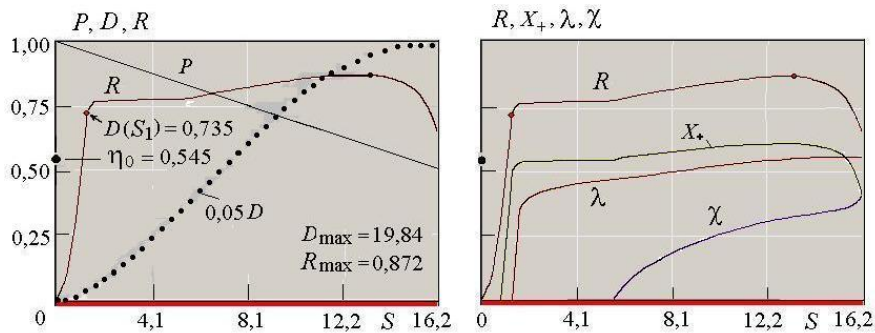 P, D, R
1,00
0,75
0,50
0,25
0
R
P
D(S₁) = 0,735
η₀ = 0,545
0,05 D
Dmax = 19,84
Rmax = 0,872
4,1
8,1
12,2
S
16,2
R, X₊, λ, χ
R
X₊
λ
χ
0
4,1
8,1
12,2
S
16,2